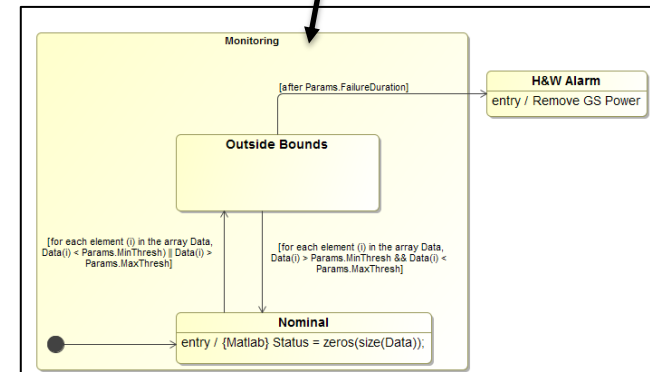 Monitoring
[after Params.FailureDuration]
H&W Alarm
entry / Remove GS Power
Outside Bounds
[for each element (i) in the array Data,
Data(i) < Params.MinThresh) || Data(i) >
Params.MaxThresh]
[for each element (i) in the array Data,
Data(i) > Params.MinThresh && Data(i) <
Params.MaxThresh]
Nominal
entry / {Matlab} Status = zeros(size(Data));